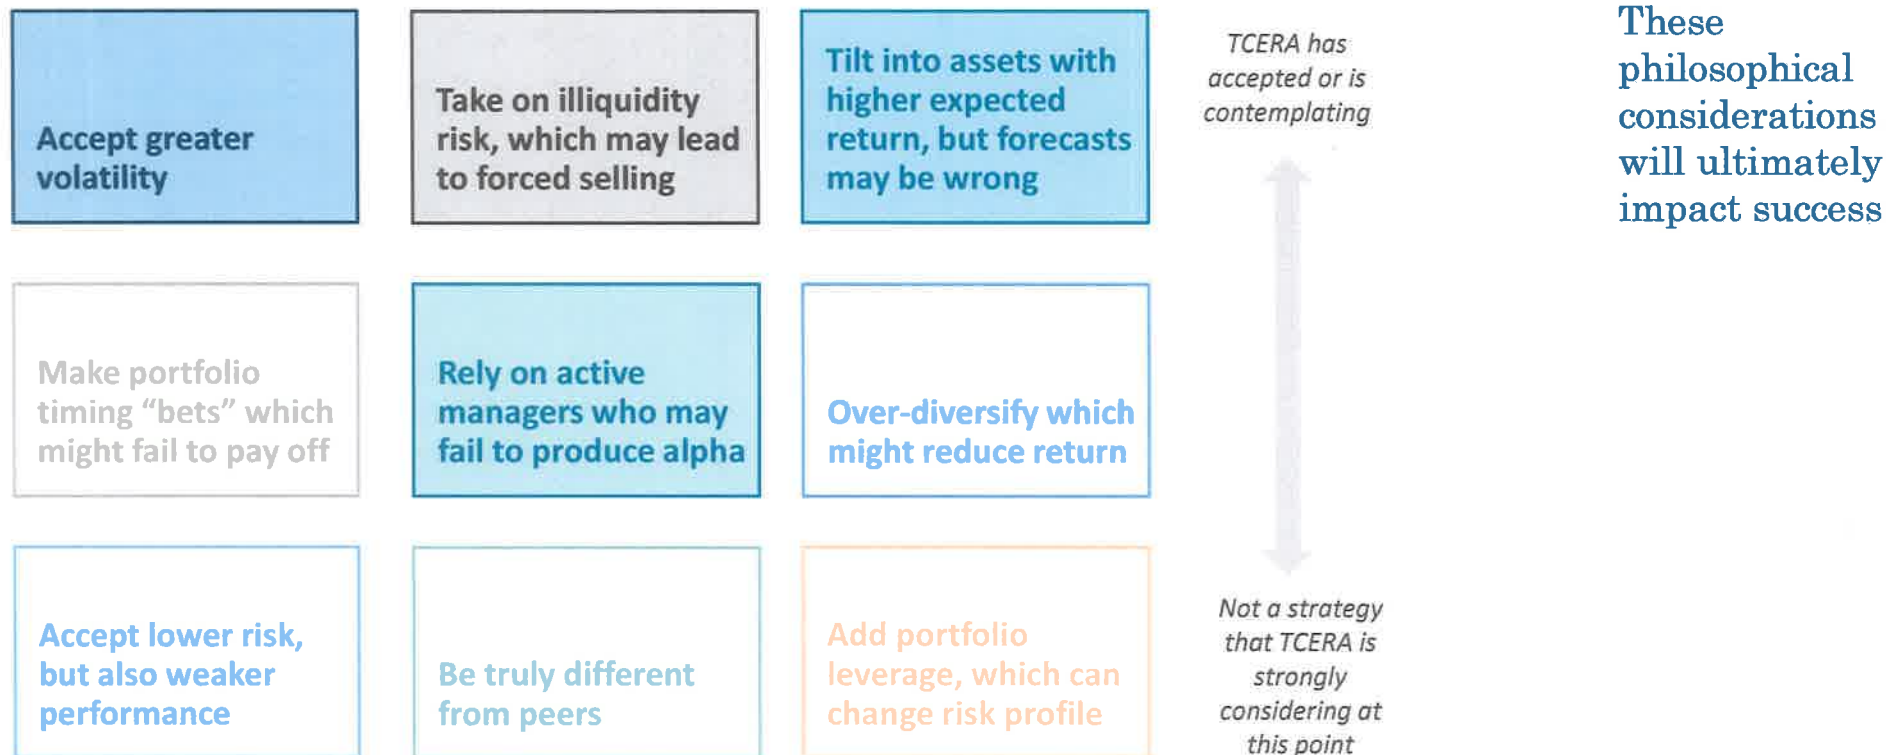 Accept greater
volatility
Take on illiquidity
risk, which may lead
to forced selling
Tilt into assets with
higher expected
return, but forecasts
may be wrong
TCERA has
accepted or is
contemplating
These
philosophical
considerations
will ultimately
impact success
Make portfolio
timing “bets” which
might fail to pay off
Rely on active
managers who may
fail to produce alpha
Over-diversify which
might reduce return
Accept lower risk,
but also weaker
performance
Be truly different
from peers
Add portfolio
leverage, which can
change risk profile
Not a strategy
that TCERA is
strongly
considering at
this point